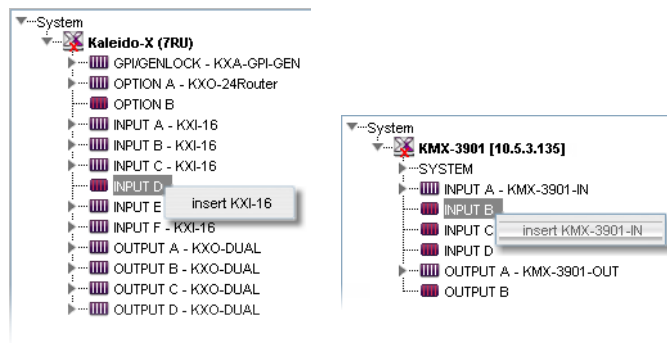 System
Kaleido-X (7RU)
GPI/GENLOCK - KXA-GPI-GEN
OPTION A - KXO-24Router
OPTION B
INPUT A - KXI-16
INPUT B - KXI-16
INPUT C - KXI-16
INPUT D
insert KXI-16
INPUT E
INPUT F - KXI-16
OUTPUT A - KXO-DUAL
OUTPUT B - KXO-DUAL
OUTPUT C - KXO-DUAL
OUTPUT D - KXO-DUAL
System
KMX-3901 [10.5.3.135]
SYSTEM
INPUT A - KMX-3901-IN
INPUT B
insert KMX-3901-IN
INPUT C
INPUT D
OUTPUT A - KMX-3901-OUT
OUTPUT B